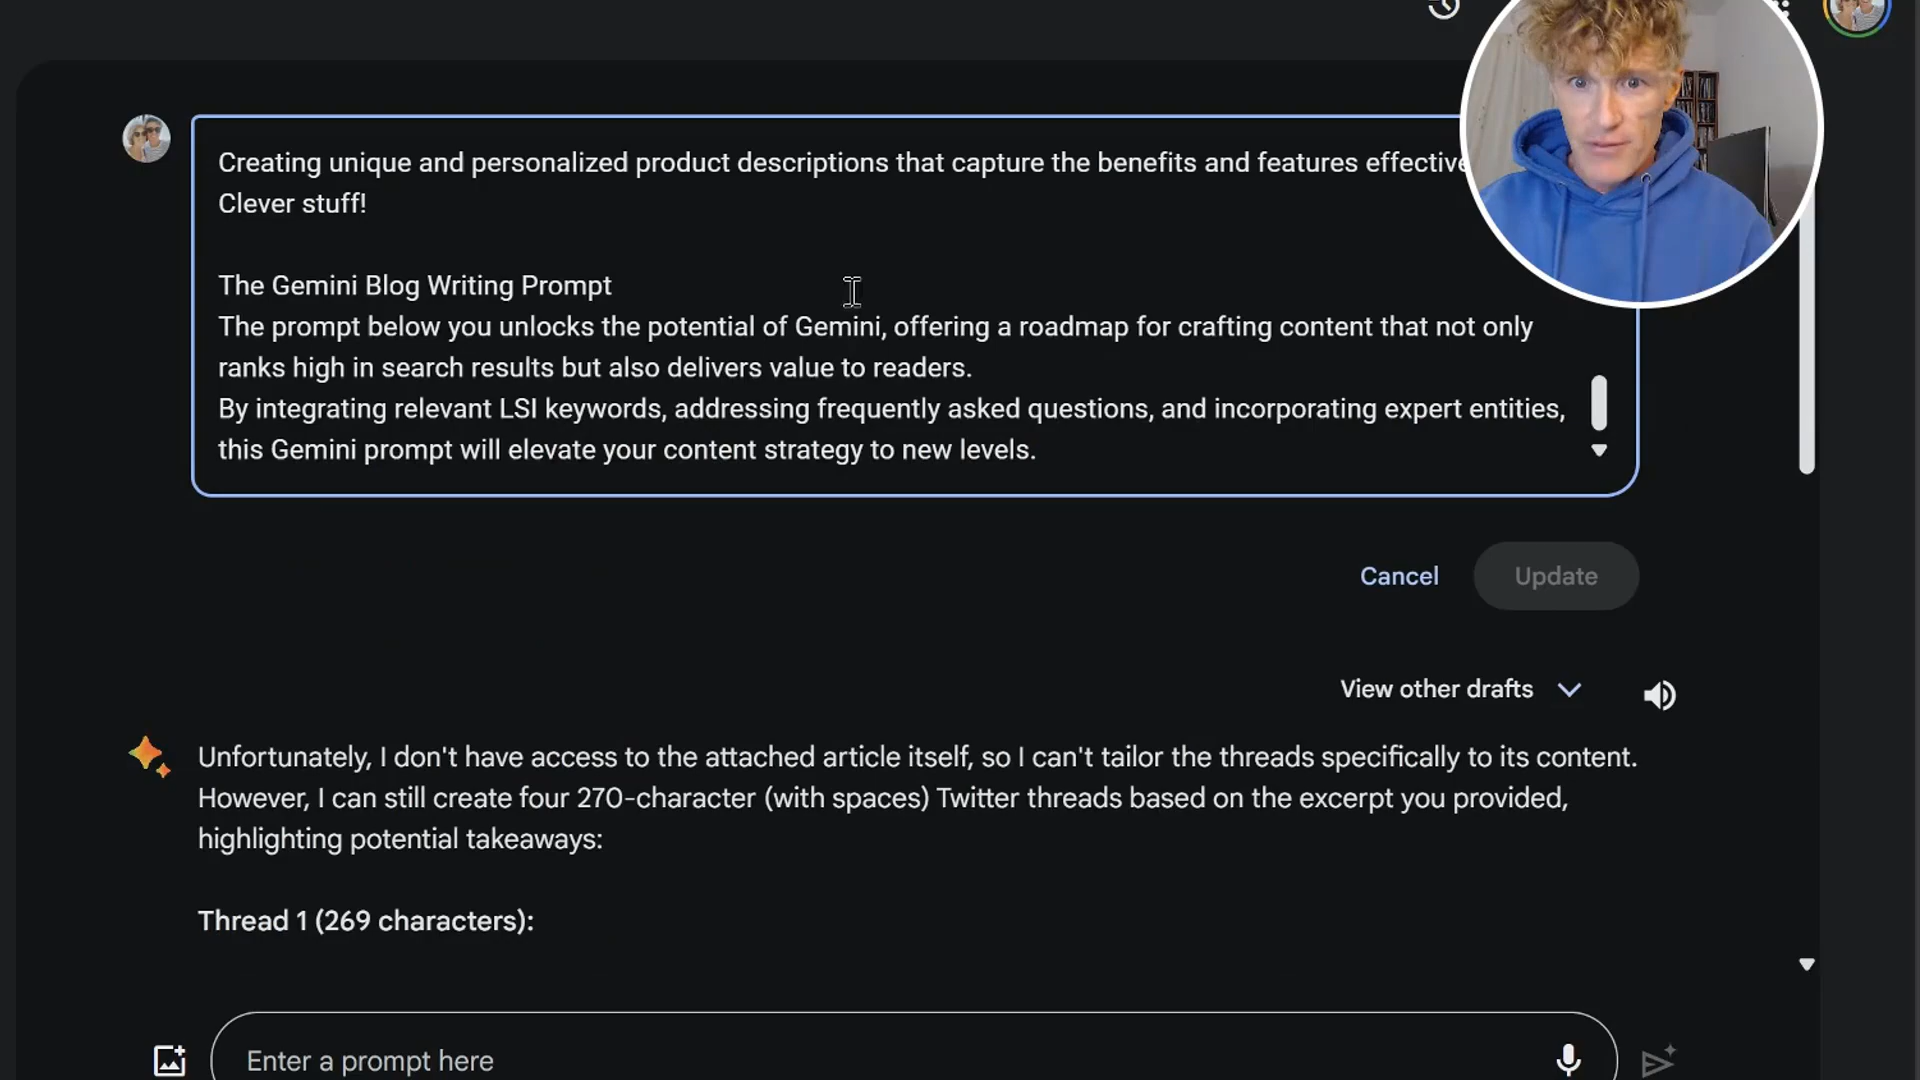 Creating unique and personalized product descriptions that capture the benefits and features
Clever stuff!
The Gemini Blog Writing Prompt
The prompt below you unlocks the potential of Gemini, offering a roadmap for crafting content that not only
ranks high in search results but also delivers value to readers.
By integrating relevant LSI keywords, addressing frequently asked questions, and incorporating expert entities,
this Gemini prompt will elevate your content strategy to new levels.
Cancel
Update
View other drafts
Unfortunately, I don't have access to the attached article itself, so I can't tailor the threads specifically to its content.
However, I can still create four 270-character (with spaces) Twitter threads based on the excerpt you provided,
highlighting potential takeaways:
Thread 1 (269 characters):
Enter a prompt here